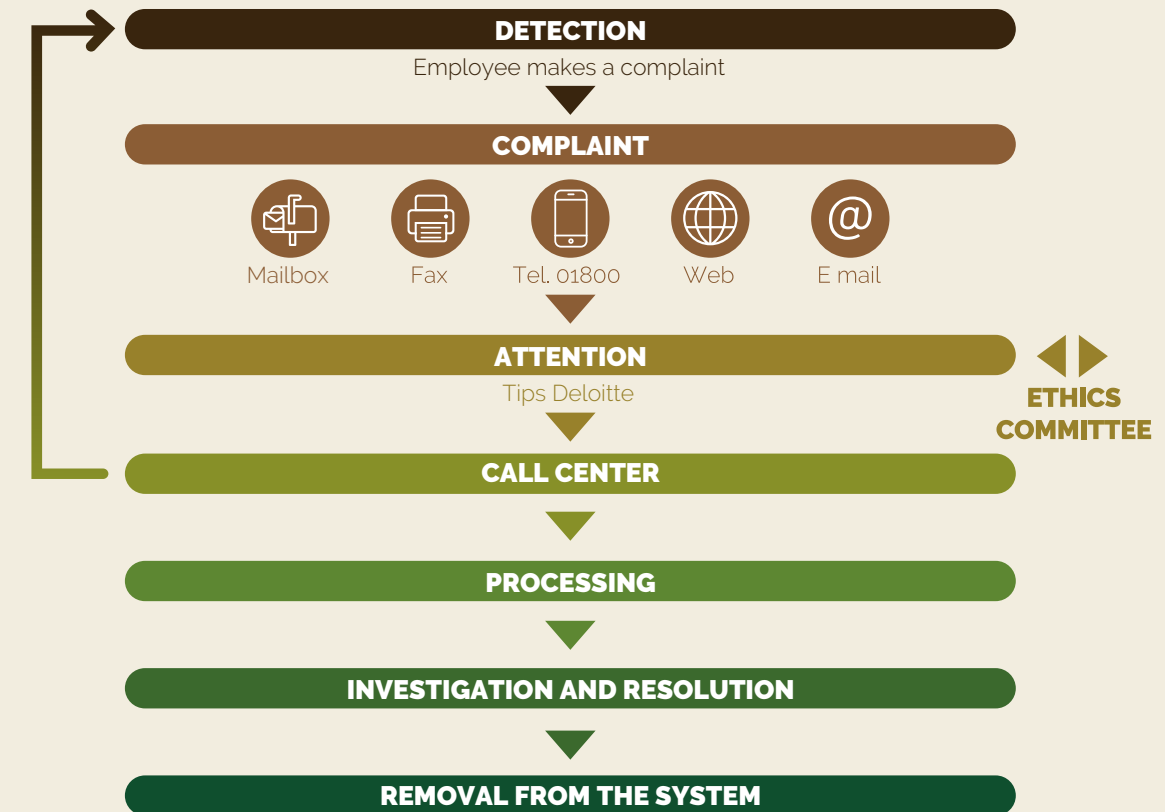 DETECTION
Employee makes a complaint
COMPLAINT
@
Mailbox
Fax
Tel. 01800
Web
E mail
ATTENTION
Tips Deloitte
ETHICS
COMMITTEE
CALL CENTER
PROCESSING
INVESTIGATION AND RESOLUTION
REMOVAL FROM THE SYSTEM